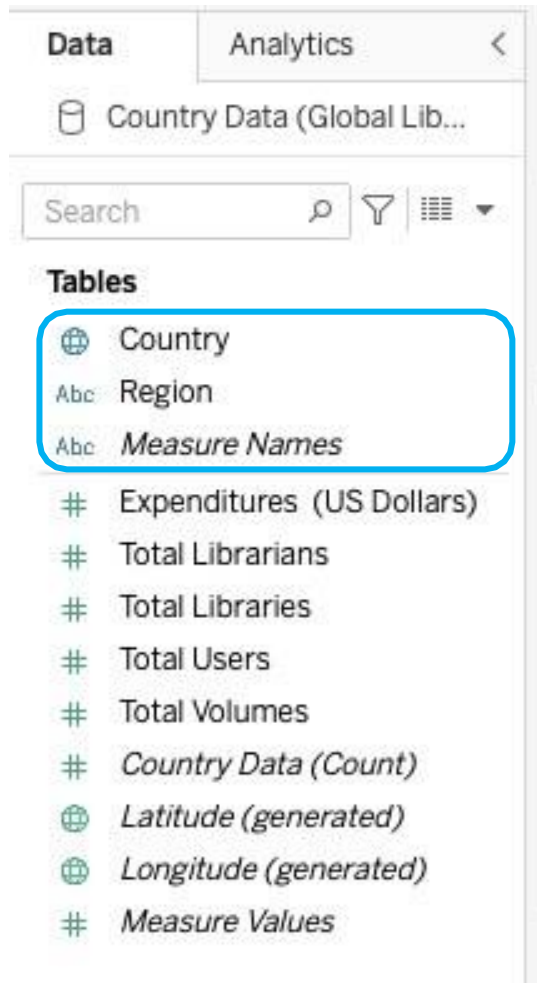 Data Analytics <
Country Data (Global Lib...
Search
Tables
Country
Abc Region
Abc Measure Names
# Expenditures (US Dollars)
# Total Librarians
# Total Libraries
# Total Users
# Total Volumes
# Country Data (Count)
Latitude (generated)
Longitude (generated)
# Measure Values